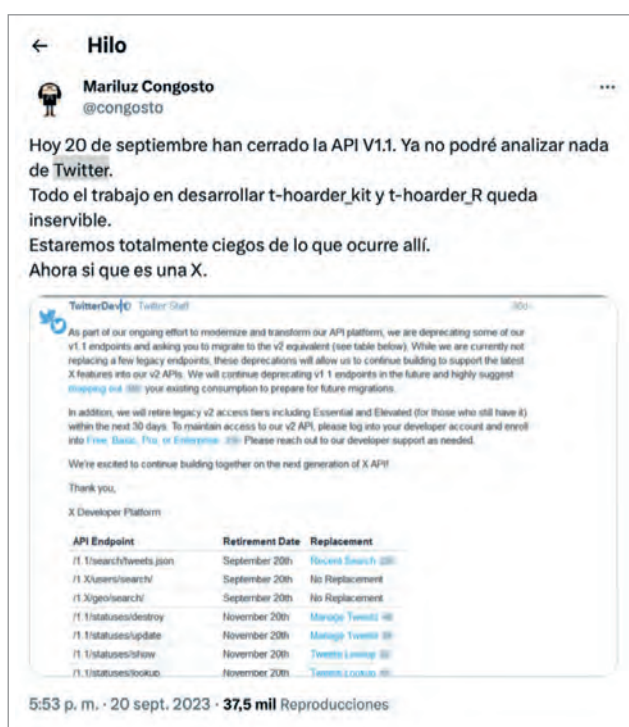 ← Hilo
Mariluz Congosto
@congosto
Hoy 20 de septiembre han cerrado la API V1.1. Ya no podré analizar nada
de Twitter.
Todo el trabajo en desarrollar t-hoarder_kit y t-hoarder_R queda
inservible.
Estaremos totalmente ciegos de lo que ocurre allí.
Ahora si que es una X.
TwitterDev Twitter Staff 30d
As part of our ongoing effort to modernize and transform our API platform, we are deprecating some of our
v1.1 endpoints and asking you to migrate to the v2 equivalent (see table below). While we are currently not
replacing a few legacy endpoints, these deprecations will allow us to continue building to support the latest
X features into our v2 APIs. We will continue deprecating v1.1 endpoints in the future and highly suggest
mapping out your existing consumption to prepare for future migrations.
In addition, we will retire legacy v2 access tiers including Essential and Elevated (for those who still have it)
within the next 30 days. To maintain access to our v2 API, please log into your developer account and enroll
into Free, Basic, Pro, or Enterprise. Please reach out to our developer support as needed.
We're excited to continue building together on the next generation of X API!
Thank you,
X Developer Platform
API Endpoint Retirement Date Replacement
/1.1/search/tweets.json September 20th Recent Search
/1.X/users/search/ September 20th No Replacement
/1.X/geo/search/ September 20th No Replacement
/1.1/statuses/destroy November 20th Manage Tweets
/1.1/statuses/update November 20th Manage Tweets
/1.1/statuses/show November 20th Tweets Lookup
/1.1/statuses/lookup November 20th Tweets Lookup
5:53 p. m. · 20 sept. 2023 · 37,5 mil Reproducciones